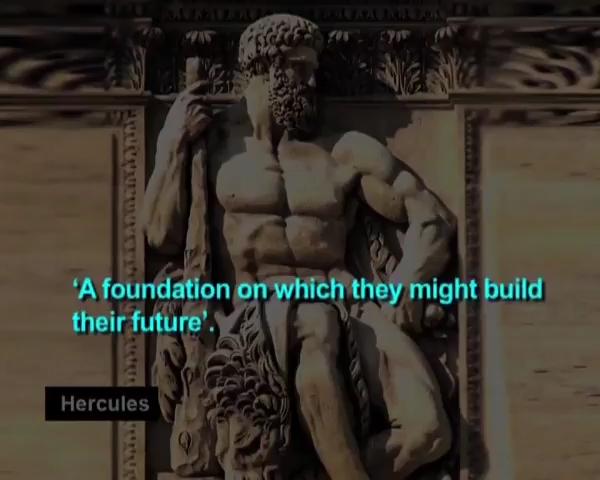 ‘A foundation on which they might build
their future’.
Hercules